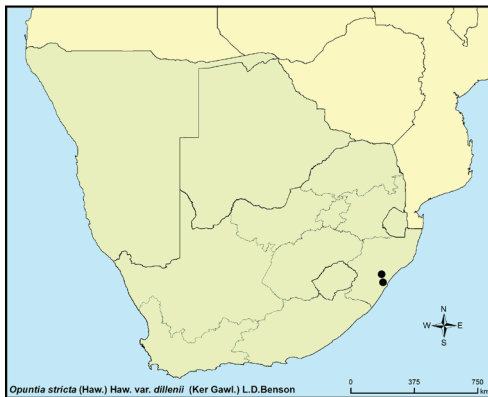 N
W E
S
Opuntia stricta (Haw.) Haw. var. dillenii (Ker Gawl.) L.D.Benson
0 375 750
km